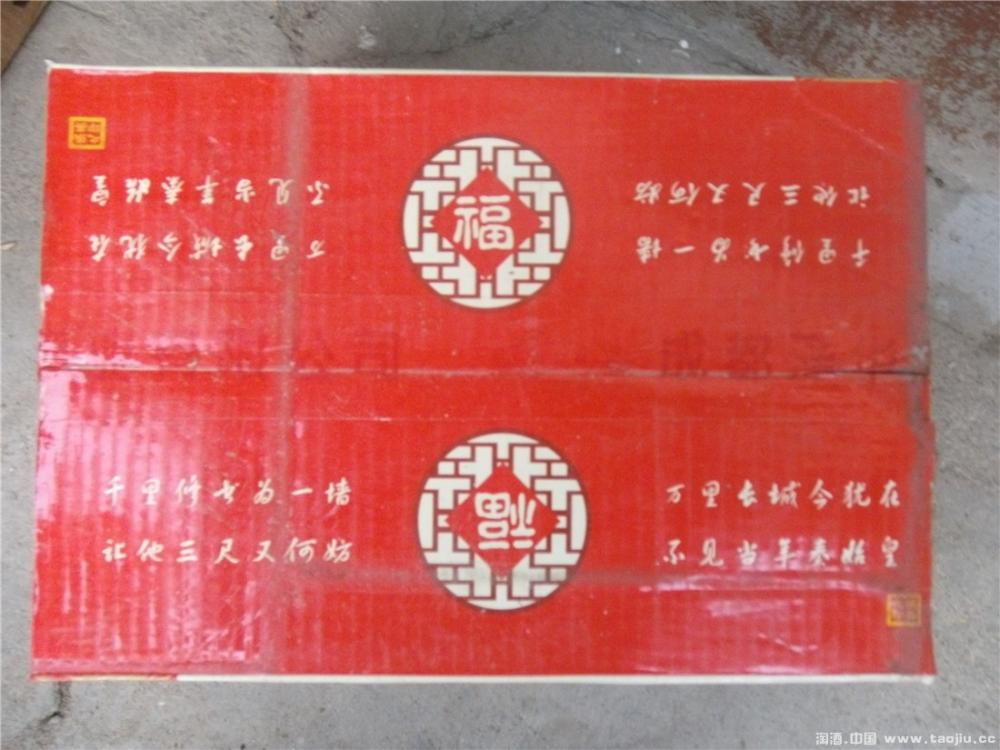 让他三尺又何妨
千里修书为一墙
不见当年秦始皇
万里长城今犹在
福
公司
千里修书为一墙
让他三尺又何妨
福
万里长城今犹在
不见当年秦始皇
淘酒.中国 www.taojiu.cc